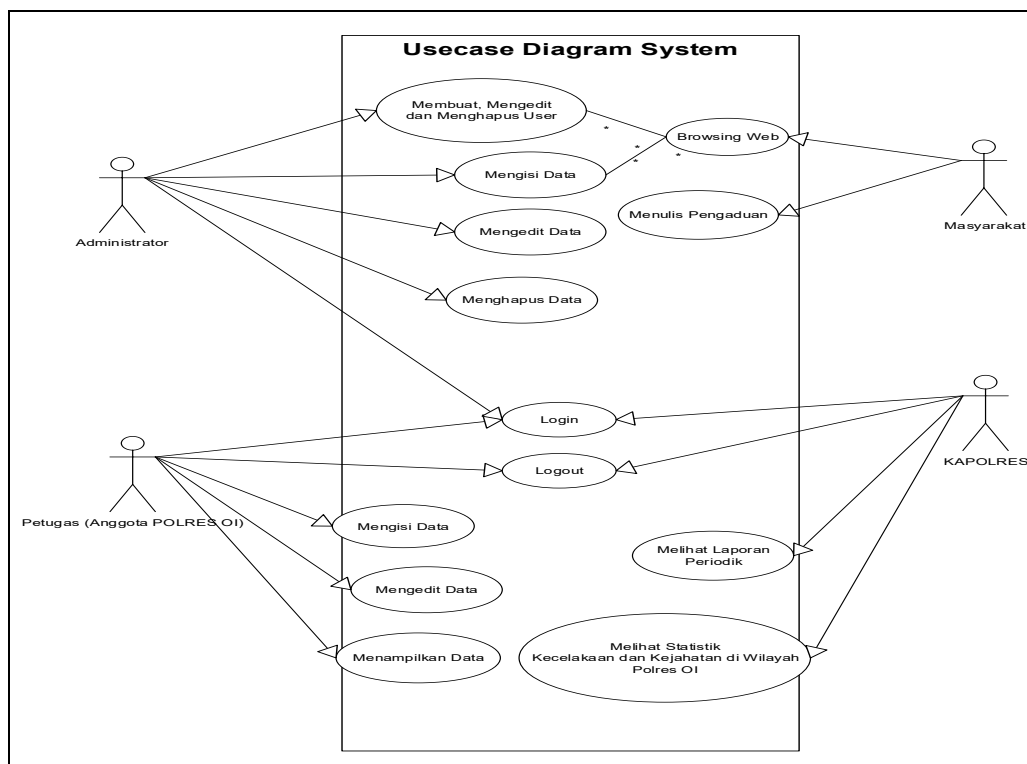 Usecase Diagram System
Membuat, Mengedit
dan Menghapus User
Browsing Web
*
*
*
*
Mengisi Data
Menulis Pengaduan
Mengedit Data
Administrator
Masyarakat
Menghapus Data
Login
Logout
KAPOLRES
Petugas (Anggota POLRES OI)
Mengisi Data
Melihat Laporan
Periodik
Mengedit Data
Menampilkan Data
Melihat Statistik
Kecelakaan dan Kejahatan di Wilayah
Polres OI